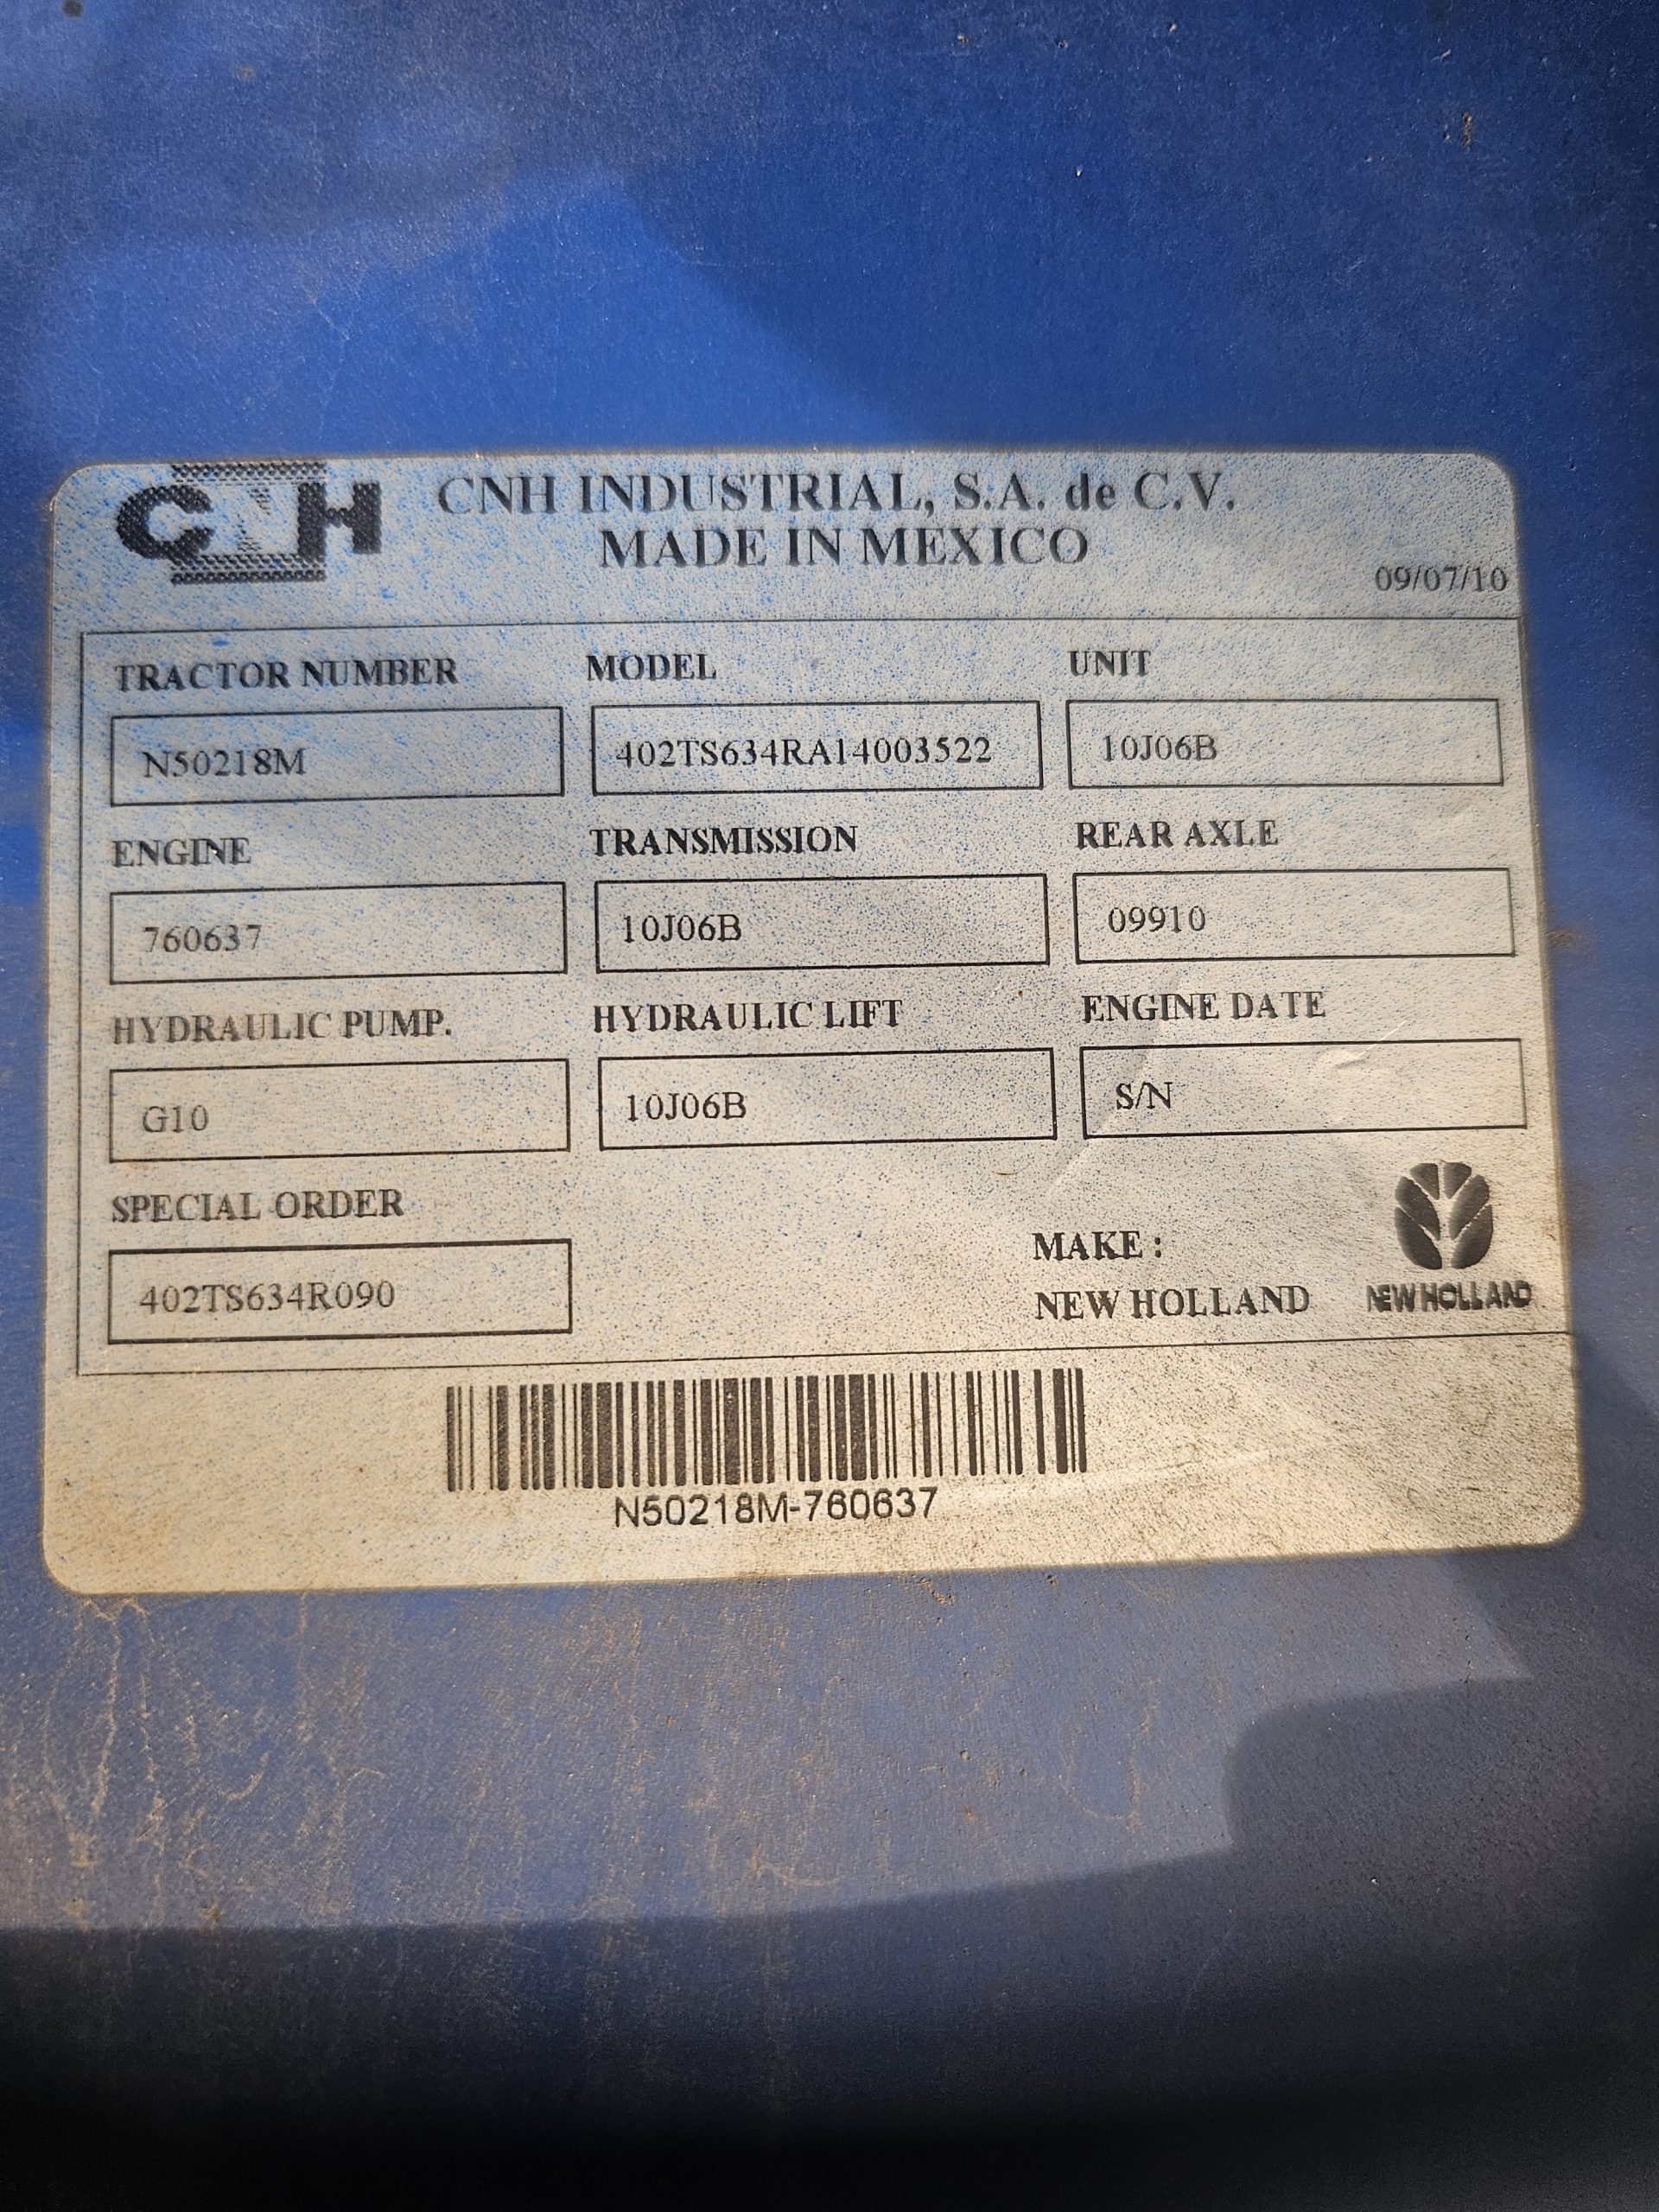 CNH CNH INDUSTRIAL, S.A. de C.V.
MADE IN MEXICO
09/07/10
TRACTOR NUMBER MODEL UNIT
N50218M 402TS634RA14003522 10J06B
ENGINE TRANSMISSION REAR AXLE
760637 10J06B 09910
HYDRAULIC PUMP. HYDRAULIC LIFT ENGINE DATE
G10 10J06B S/N
SPECIAL ORDER
402TS634R090
MAKE :
NEW HOLLAND NEW HOLLAND
N50218M-760637